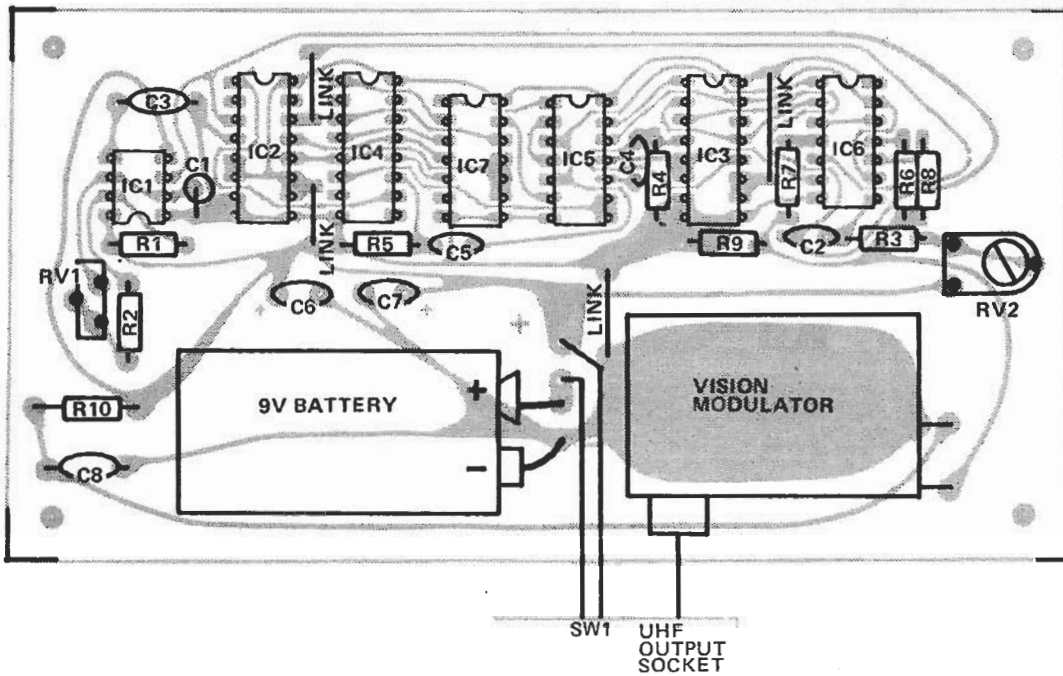 LINK
LINK
C3
IC2
IC4
IC7
IC5
C4
IC3
IC6
R4
R7
R6
R8
IC1
C1
R1
LINK
R5
C5
R9
C2
R3
RV1
R2
C6
C7
LINK
RV2
R10
9V BATTERY
+
VISION
MODULATOR
C8
−
SW1
UHF
OUTPUT
SOCKET